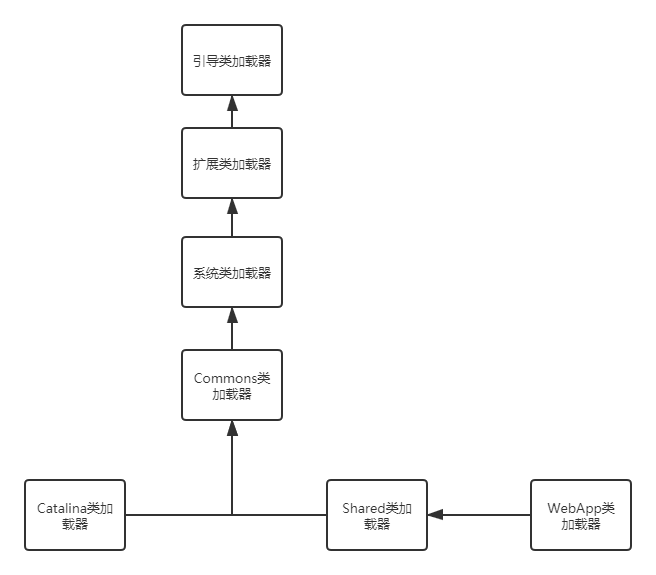 引导类加载器
扩展类加载器
系统类加载器
Commons类
加载器
Catalina类加
载器
Shared类加
载器
WebApp类
加载器